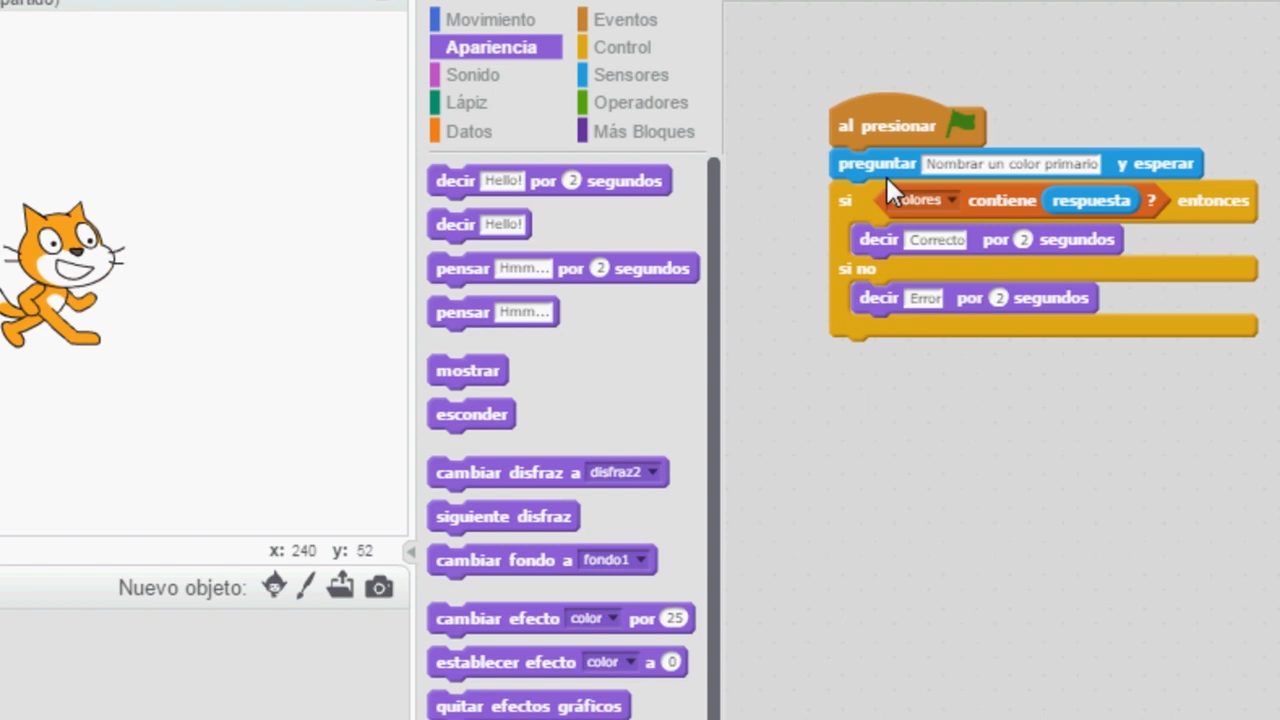 partido)
Movimiento
Eventos
Apariencia
Control
Sonido
Sensores
Lápiz
Operadores
Datos
Más Bloques
decir Hello! por 2 segundos
decir Hello!
pensar Hmm... por 2 segundos
pensar Hmm...
mostrar
esconder
cambiar disfraz a disfraz2
siguiente disfraz
cambiar fondo a fondo1
cambiar efecto color por 25
establecer efecto color a 0
quitar efectos gráficos
al presionar
preguntar Nombrar un color primario y esperar
si olores contiene respuesta ? entonces
decir Correcto por 2 segundos
si no
decir Error por 2 segundos
x: 240 y: 52
Nuevo objeto: